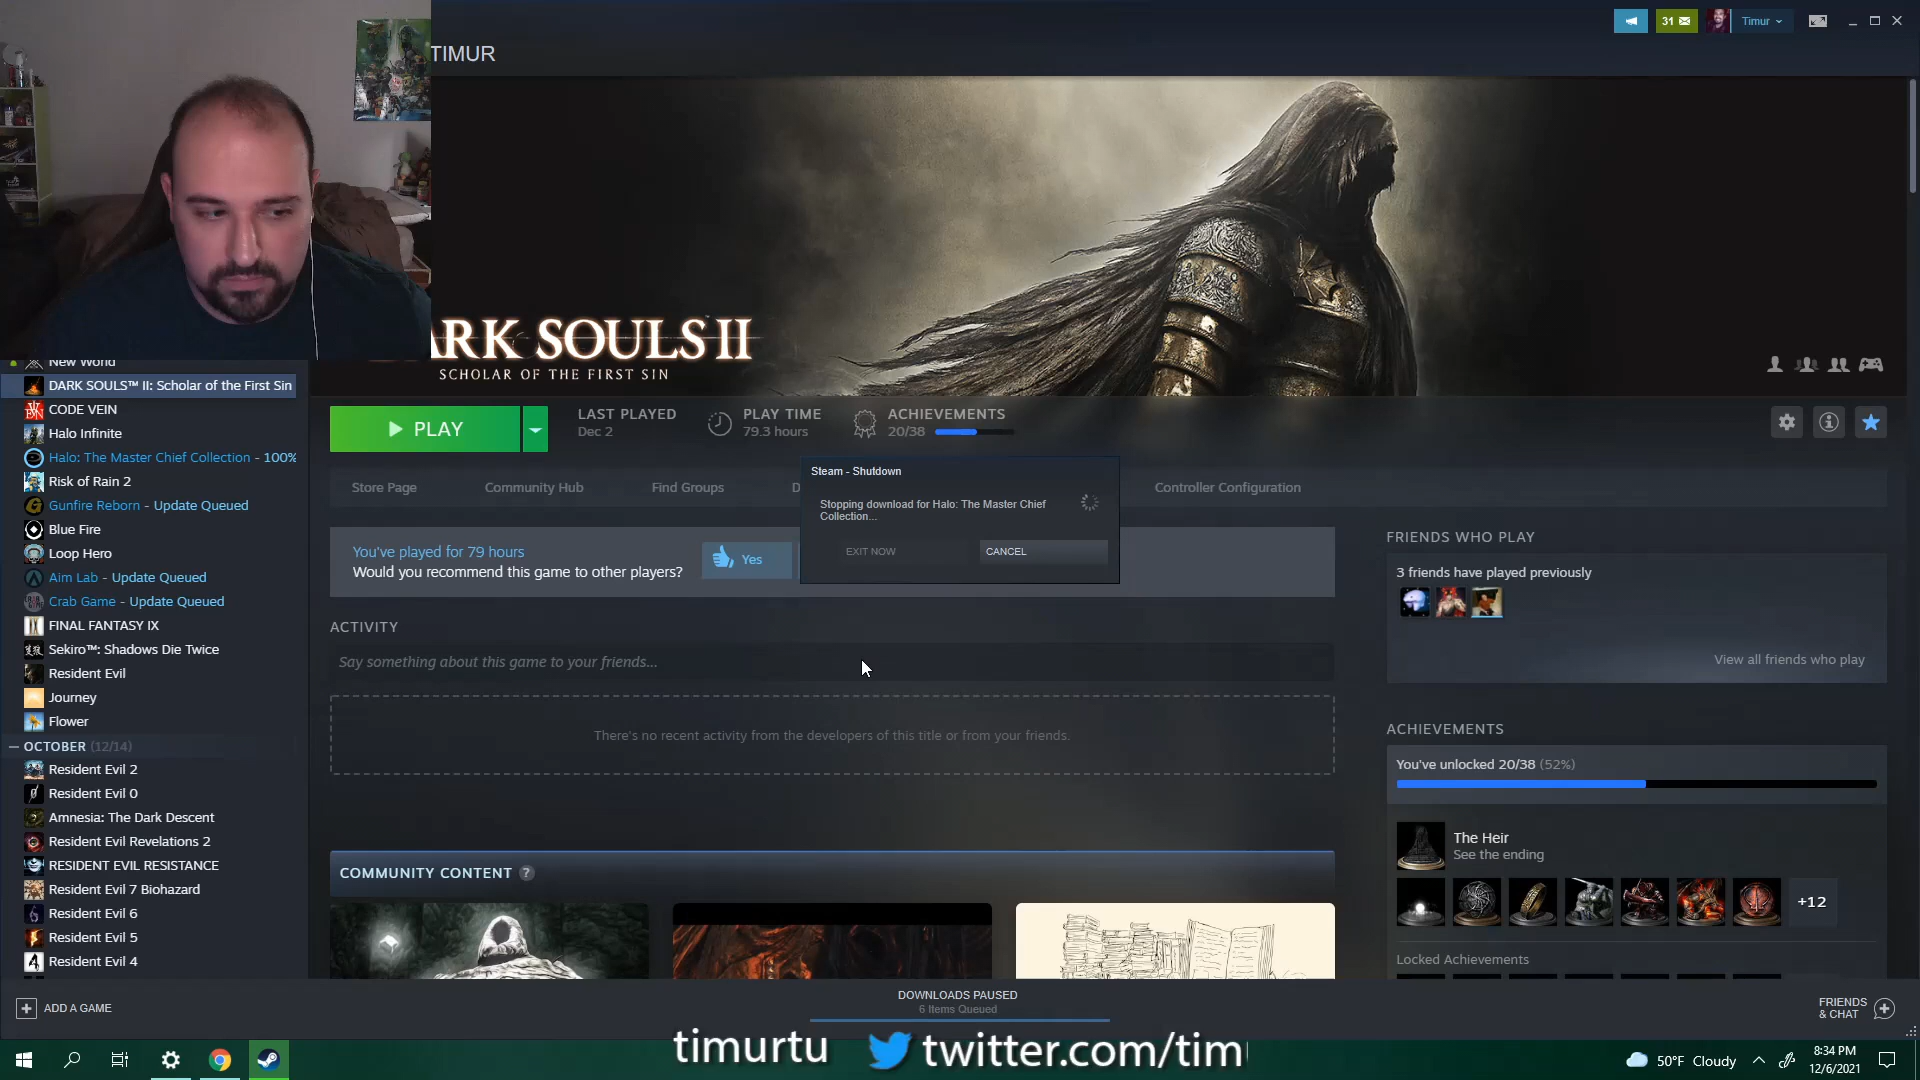 31
Timur
TIMUR
ARK SOULS II
SCHOLAR OF THE FIRST SIN
New World
DARK SOULS™ II: Scholar of the First Sin
CODE VEIN
Halo Infinite
Halo: The Master Chief Collection - 100%
Risk of Rain 2
Gunfire Reborn - Update Queued
Blue Fire
Loop Hero
Aim Lab - Update Queued
Crab Game - Update Queued
FINAL FANTASY IX
Sekiro™: Shadows Die Twice
Resident Evil
Journey
Flower
— OCTOBER (12/14)
Resident Evil 2
Resident Evil 0
Amnesia: The Dark Descent
Resident Evil Revelations 2
RESIDENT EVIL RESISTANCE
Resident Evil 7 Biohazard
Resident Evil 6
Resident Evil 5
Resident Evil 4
PLAY
LAST PLAYED
Dec 2
PLAY TIME
79.3 hours
ACHIEVEMENTS
20/38
Store Page
Community Hub
Find Groups
D
Controller Configuration
Steam - Shutdown
Stopping download for Halo: The Master Chief
Collection...
EXIT NOW
CANCEL
You've played for 79 hours
Would you recommend this game to other players?
Yes
ACTIVITY
Say something about this game to your friends...
There's no recent activity from the developers of this title or from your friends.
COMMUNITY CONTENT ?
FRIENDS WHO PLAY
3 friends have played previously
View all friends who play
ACHIEVEMENTS
You've unlocked 20/38 (52%)
The Heir
See the ending
+12
Locked Achievements
ADD A GAME
DOWNLOADS PAUSED
6 Items Queued
FRIENDS
& CHAT
timurtu
twitter.com/tim
50°F Cloudy
8:34 PM
12/6/2021